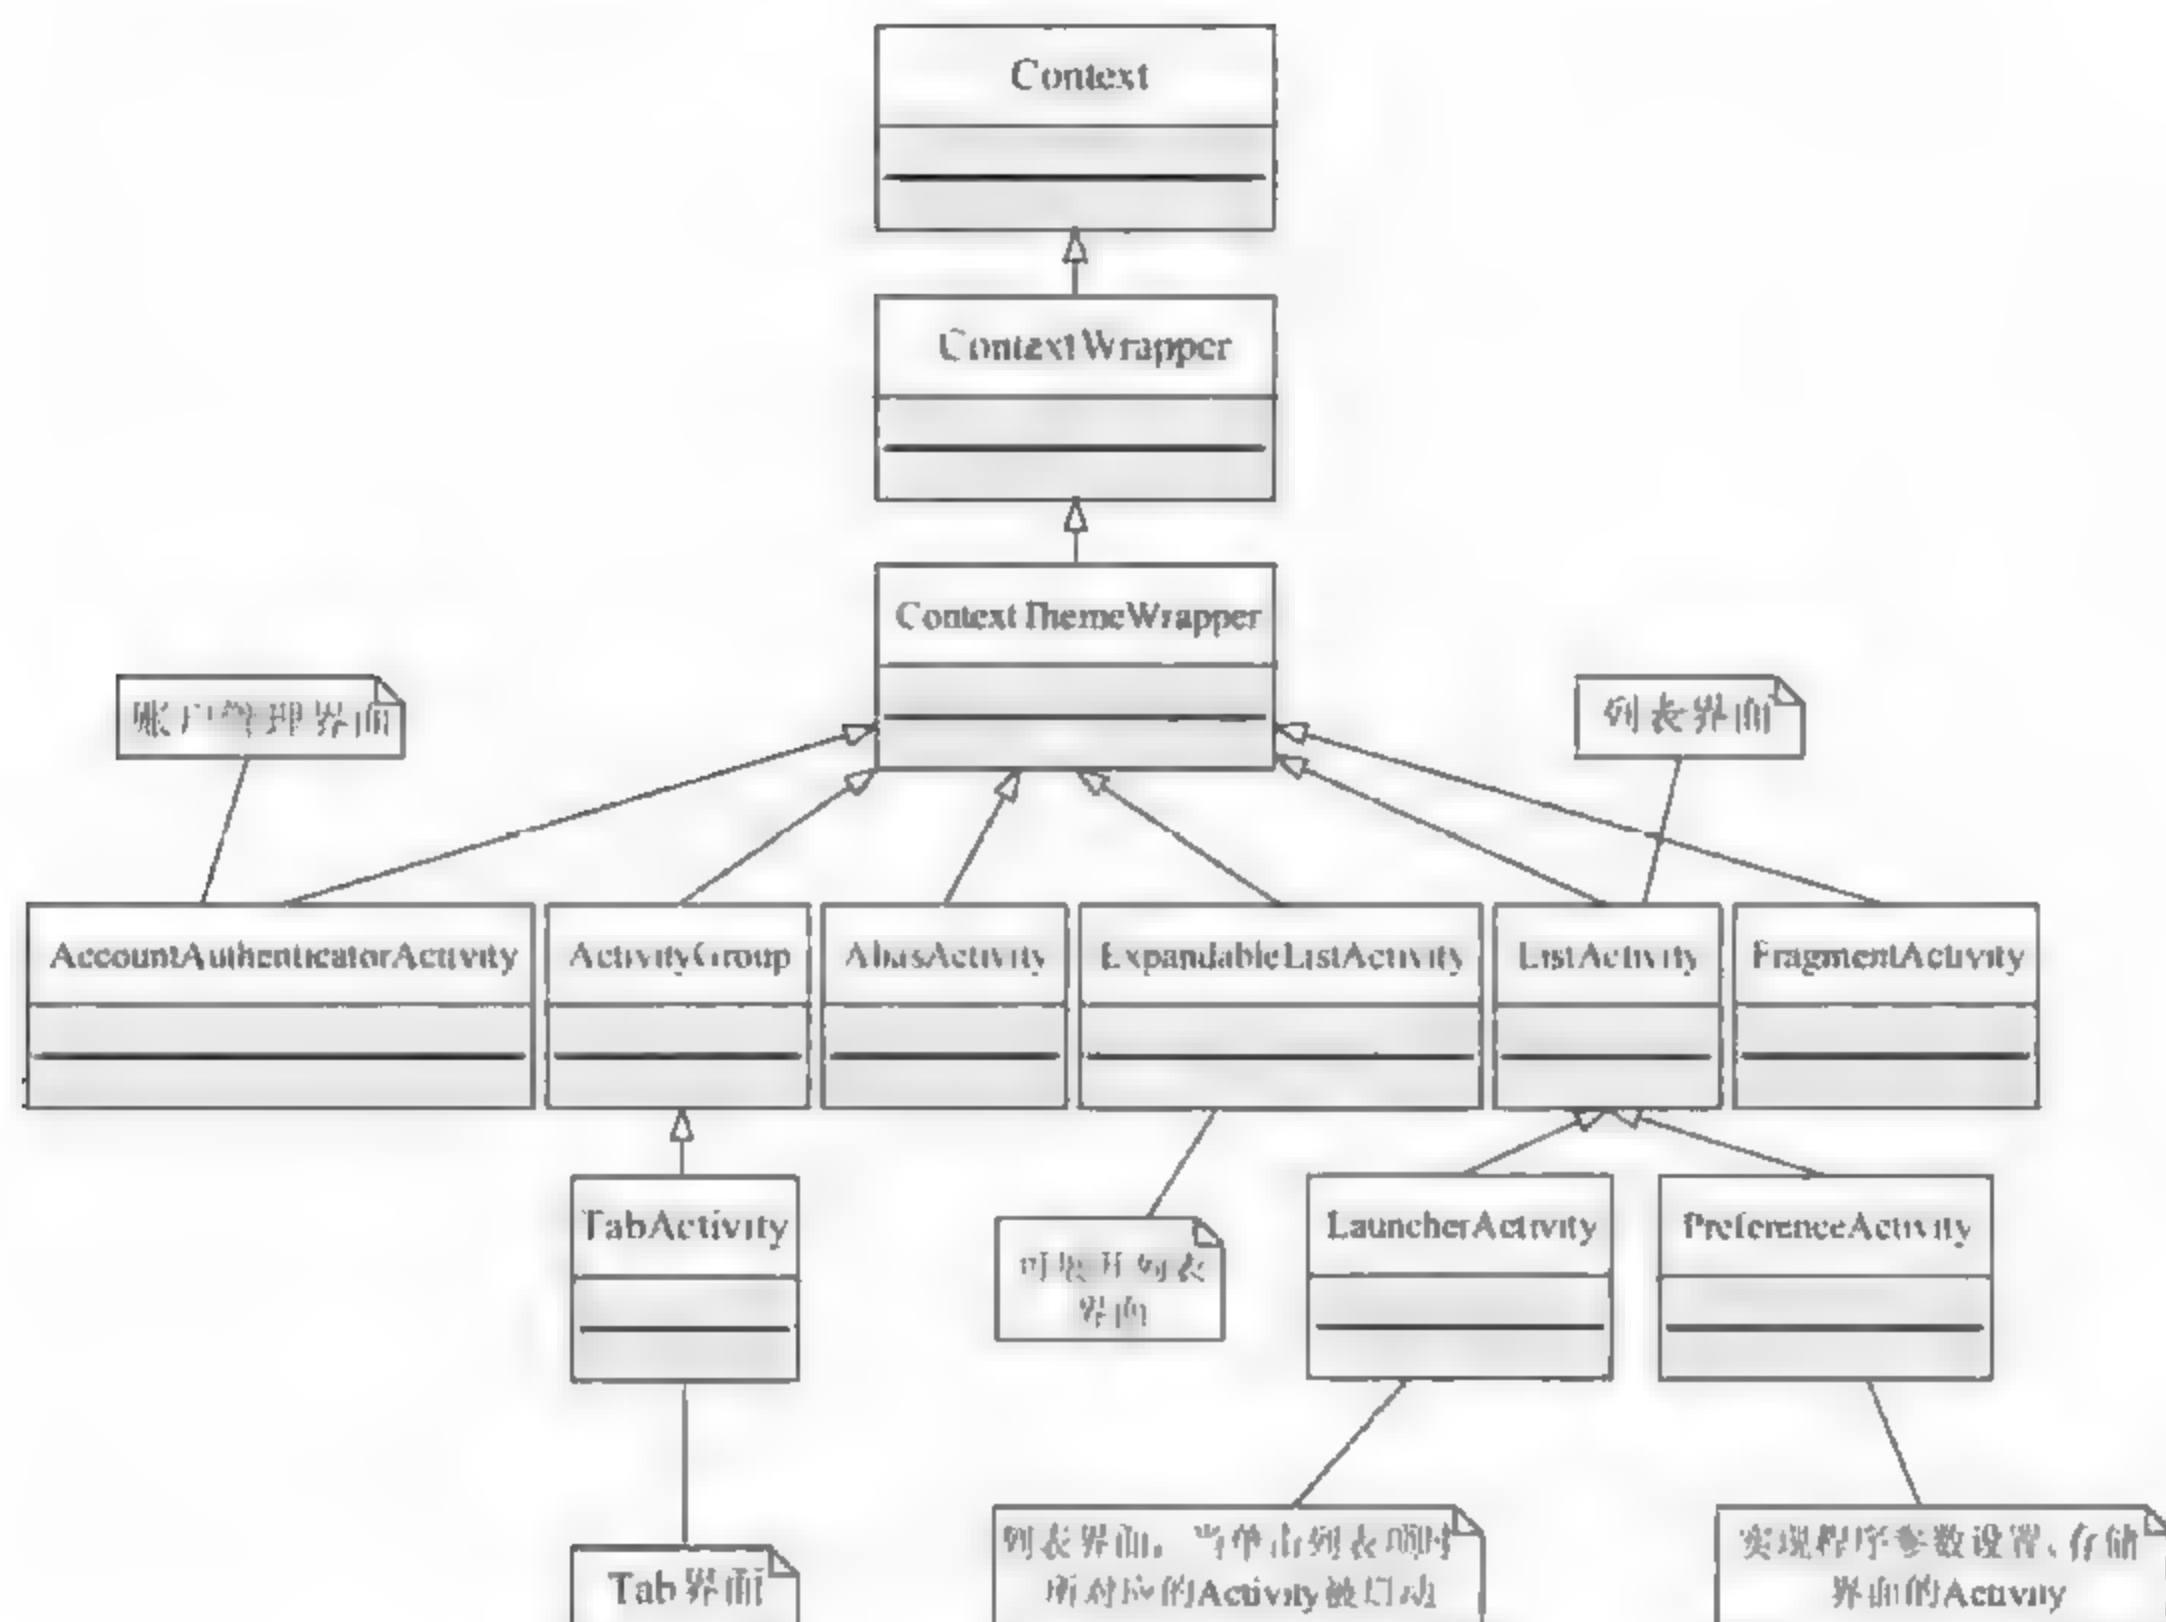 Context
ContextWrapper
ContextThemeWrapper
账户管理界面
列表界面
AccountAuthenticatorActivity
ActivityGroup
AliasActivity
ExpandableListActivity
ListActivity
FragmentActivity
TabActivity
LauncherActivity
PreferenceActivity
可展开列表
界面
Tab界面
列表界面，当单击列表项时
所对应的Activity被启动
实现程序参数设置、存储
界面的Activity